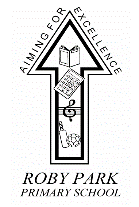 AIMING FOR EXCELLENCE
ROBY PARK
PRIMARY SCHOOL